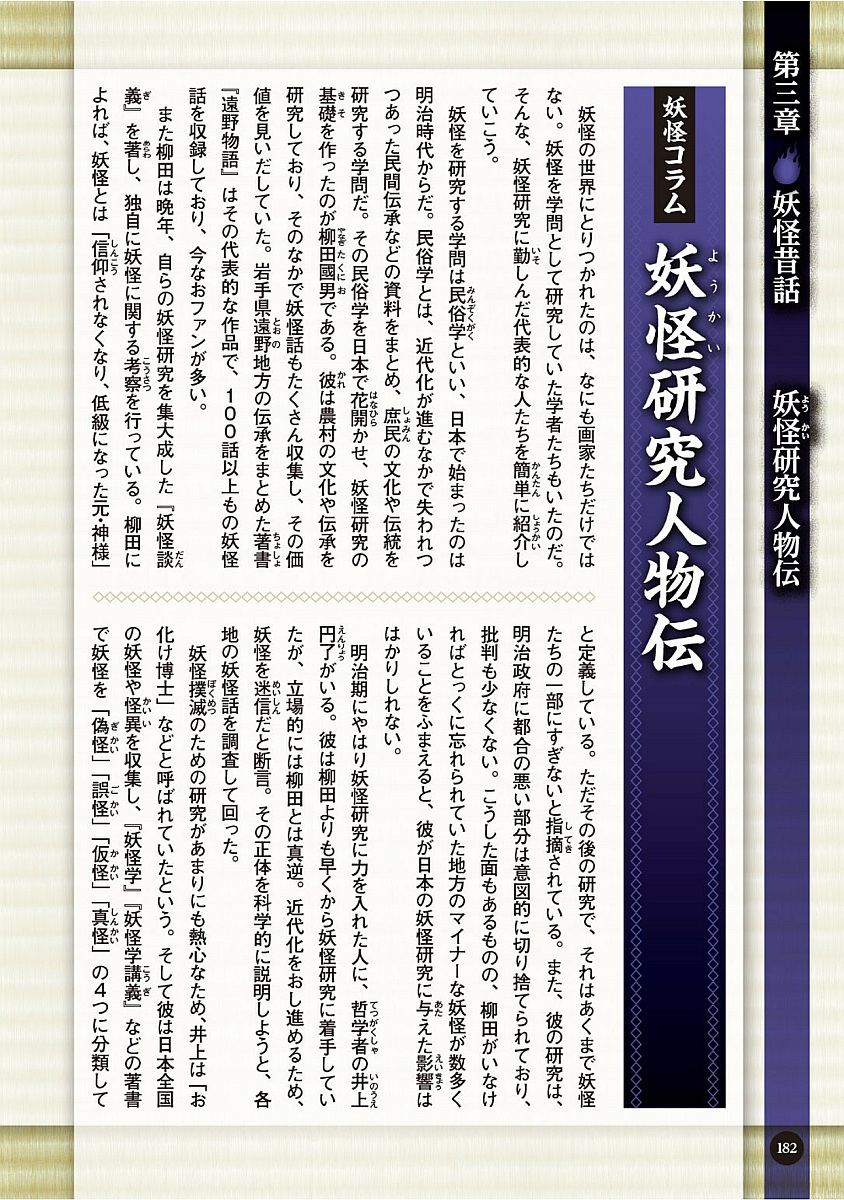 第三章 妖怪昔話 妖怪研究人物伝
妖怪コラム
妖怪研究人物伝
妖怪の世界にとりつかれたのは、なにも画家たちだけでは
ない。妖怪を学問として研究していた学者たちもいたのだ。
そんな、妖怪研究に勤しんだ代表的な人たちを簡単に紹介し
ていこう。
妖怪を研究する学問は民俗学といい、日本で始まったのは
明治時代からだ。民俗学とは、近代化が進むなかで失われつ
つあった民間伝承などの資料をまとめ、庶民の文化や伝統を
研究する学問だ。その民俗学を日本で花開かせ、妖怪研究の
基礎を作ったのが柳田國男である。彼は農村の文化や伝承を
研究しており、そのなかで妖怪話もたくさん収集し、その価
値を見いだしていた。岩手県遠野地方の伝承をまとめた著書
『遠野物語』はその代表的な作品で、100話以上もの妖怪
話を収録しており、今なおファンが多い。
また柳田は晩年、自らの妖怪研究を集大成した『妖怪談
義』を著し、独自に妖怪に関する考察を行っている。柳田に
よれば、妖怪とは「信仰されなくなり、低級になった元・神様」
と定義している。ただその後の研究で、それはあくまで妖怪
たちの一部にすぎないと指摘されている。また、彼の研究は、
明治政府に都合の悪い部分は意図的に切り捨てられており、
批判も少なくない。こうした面もあるものの、柳田がいなけ
ればとっくに忘れられていた地方のマイナーな妖怪が数多く
いることをふまえると、彼が日本の妖怪研究に与えた影響は
はかりしれない。
明治期にやはり妖怪研究に力を入れた人に、哲学者の井上
円了がいる。彼は柳田よりも早くから妖怪研究に着手してい
たが、立場的には柳田とは真逆。近代化をおし進めるため、
妖怪を迷信だと断言。その正体を科学的に説明しようと、各
地の妖怪話を調査して回った。
妖怪撲滅のための研究があまりにも熱心なため、井上は「お
化け博士」などと呼ばれていたという。そして彼は日本全国
の妖怪や怪異を収集し、『妖怪学』『妖怪学講義』などの著書
で妖怪を「偽怪」「誤怪」「仮怪」「真怪」の4つに分類して
182